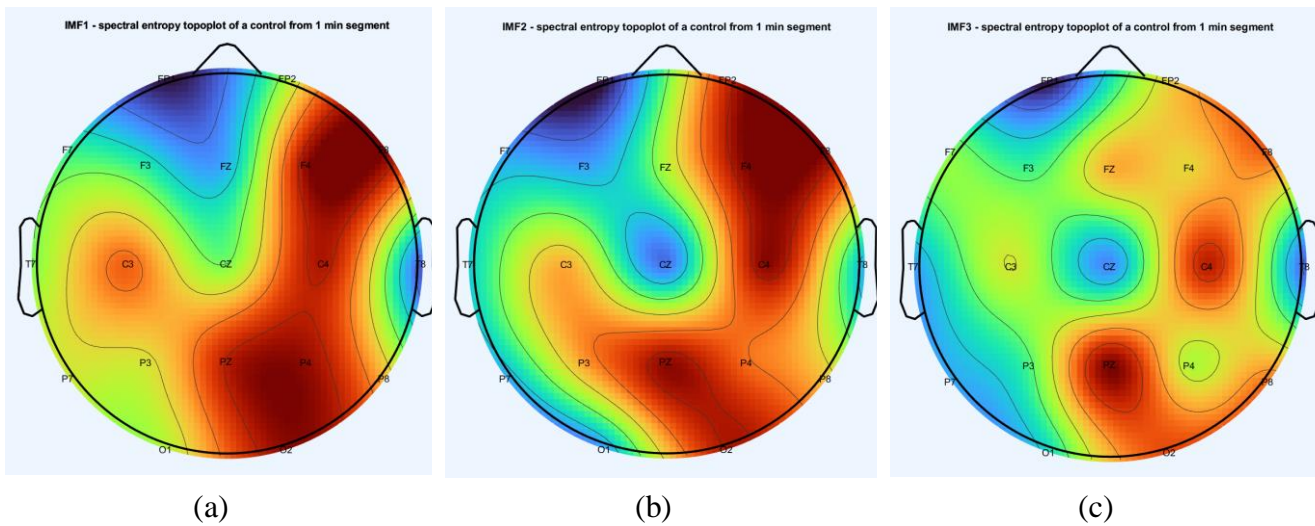 IMF1 - spectral entropy topoplot of a control from 1 min segment
FP1 FP2
F7 F3 FZ F4 F8
T7 C3 CZ C4 T8
P7 P3 PZ P4 P8
O1 O2
(a)
IMF2 - spectral entropy topoplot of a control from 1 min segment
FP1 FP2
F7 F3 FZ F4 F8
T7 C3 CZ C4 T8
P7 P3 PZ P4 P8
O1 O2
(b)
IMF3 - spectral entropy topoplot of a control from 1 min segment
FP1 FP2
F7 F3 FZ F4 F8
T7 C3 CZ C4 T8
P7 P3 PZ P4 P8
O1 O2
(c)